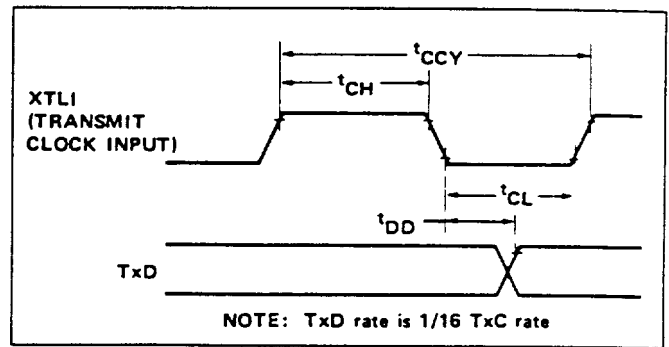 tCCY
tCH
XTLI
(TRANSMIT
CLOCK INPUT)
tCL
tDD
TxD
NOTE: TxD rate is 1/16 TxC rate